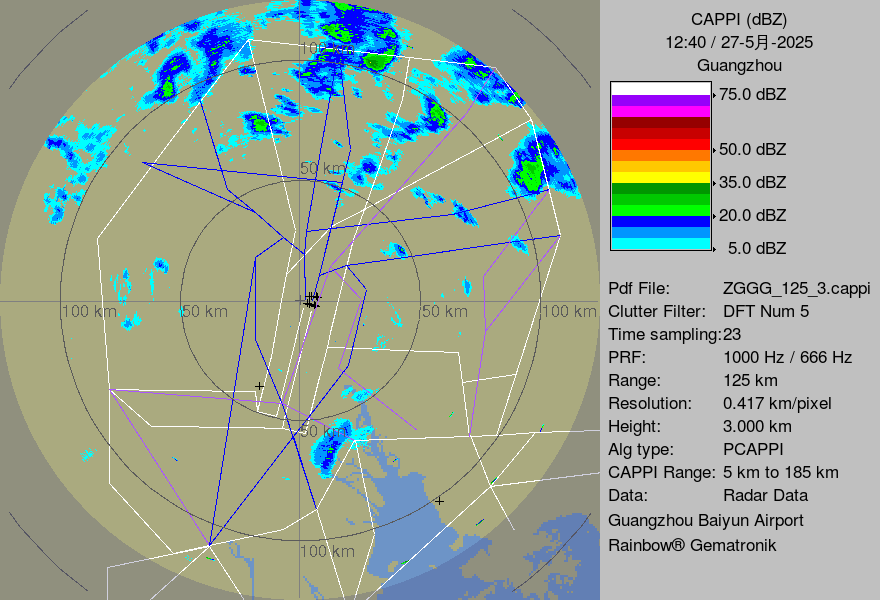 100 km
50 km
100 km
50 km
50 km
100 km
50 km
100 km
CAPPI (dBZ)
12:40 / 27-5月-2025
Guangzhou
75.0 dBZ
50.0 dBZ
35.0 dBZ
20.0 dBZ
5.0 dBZ
Pdf File: ZGGG_125_3.cappi
Clutter Filter: DFT Num 5
Time sampling:23
PRF: 1000 Hz / 666 Hz
Range: 125 km
Resolution: 0.417 km/pixel
Height: 3.000 km
Alg type: PCAPPI
CAPPI Range: 5 km to 185 km
Data: Radar Data
Guangzhou Baiyun Airport
Rainbow® Gematronik